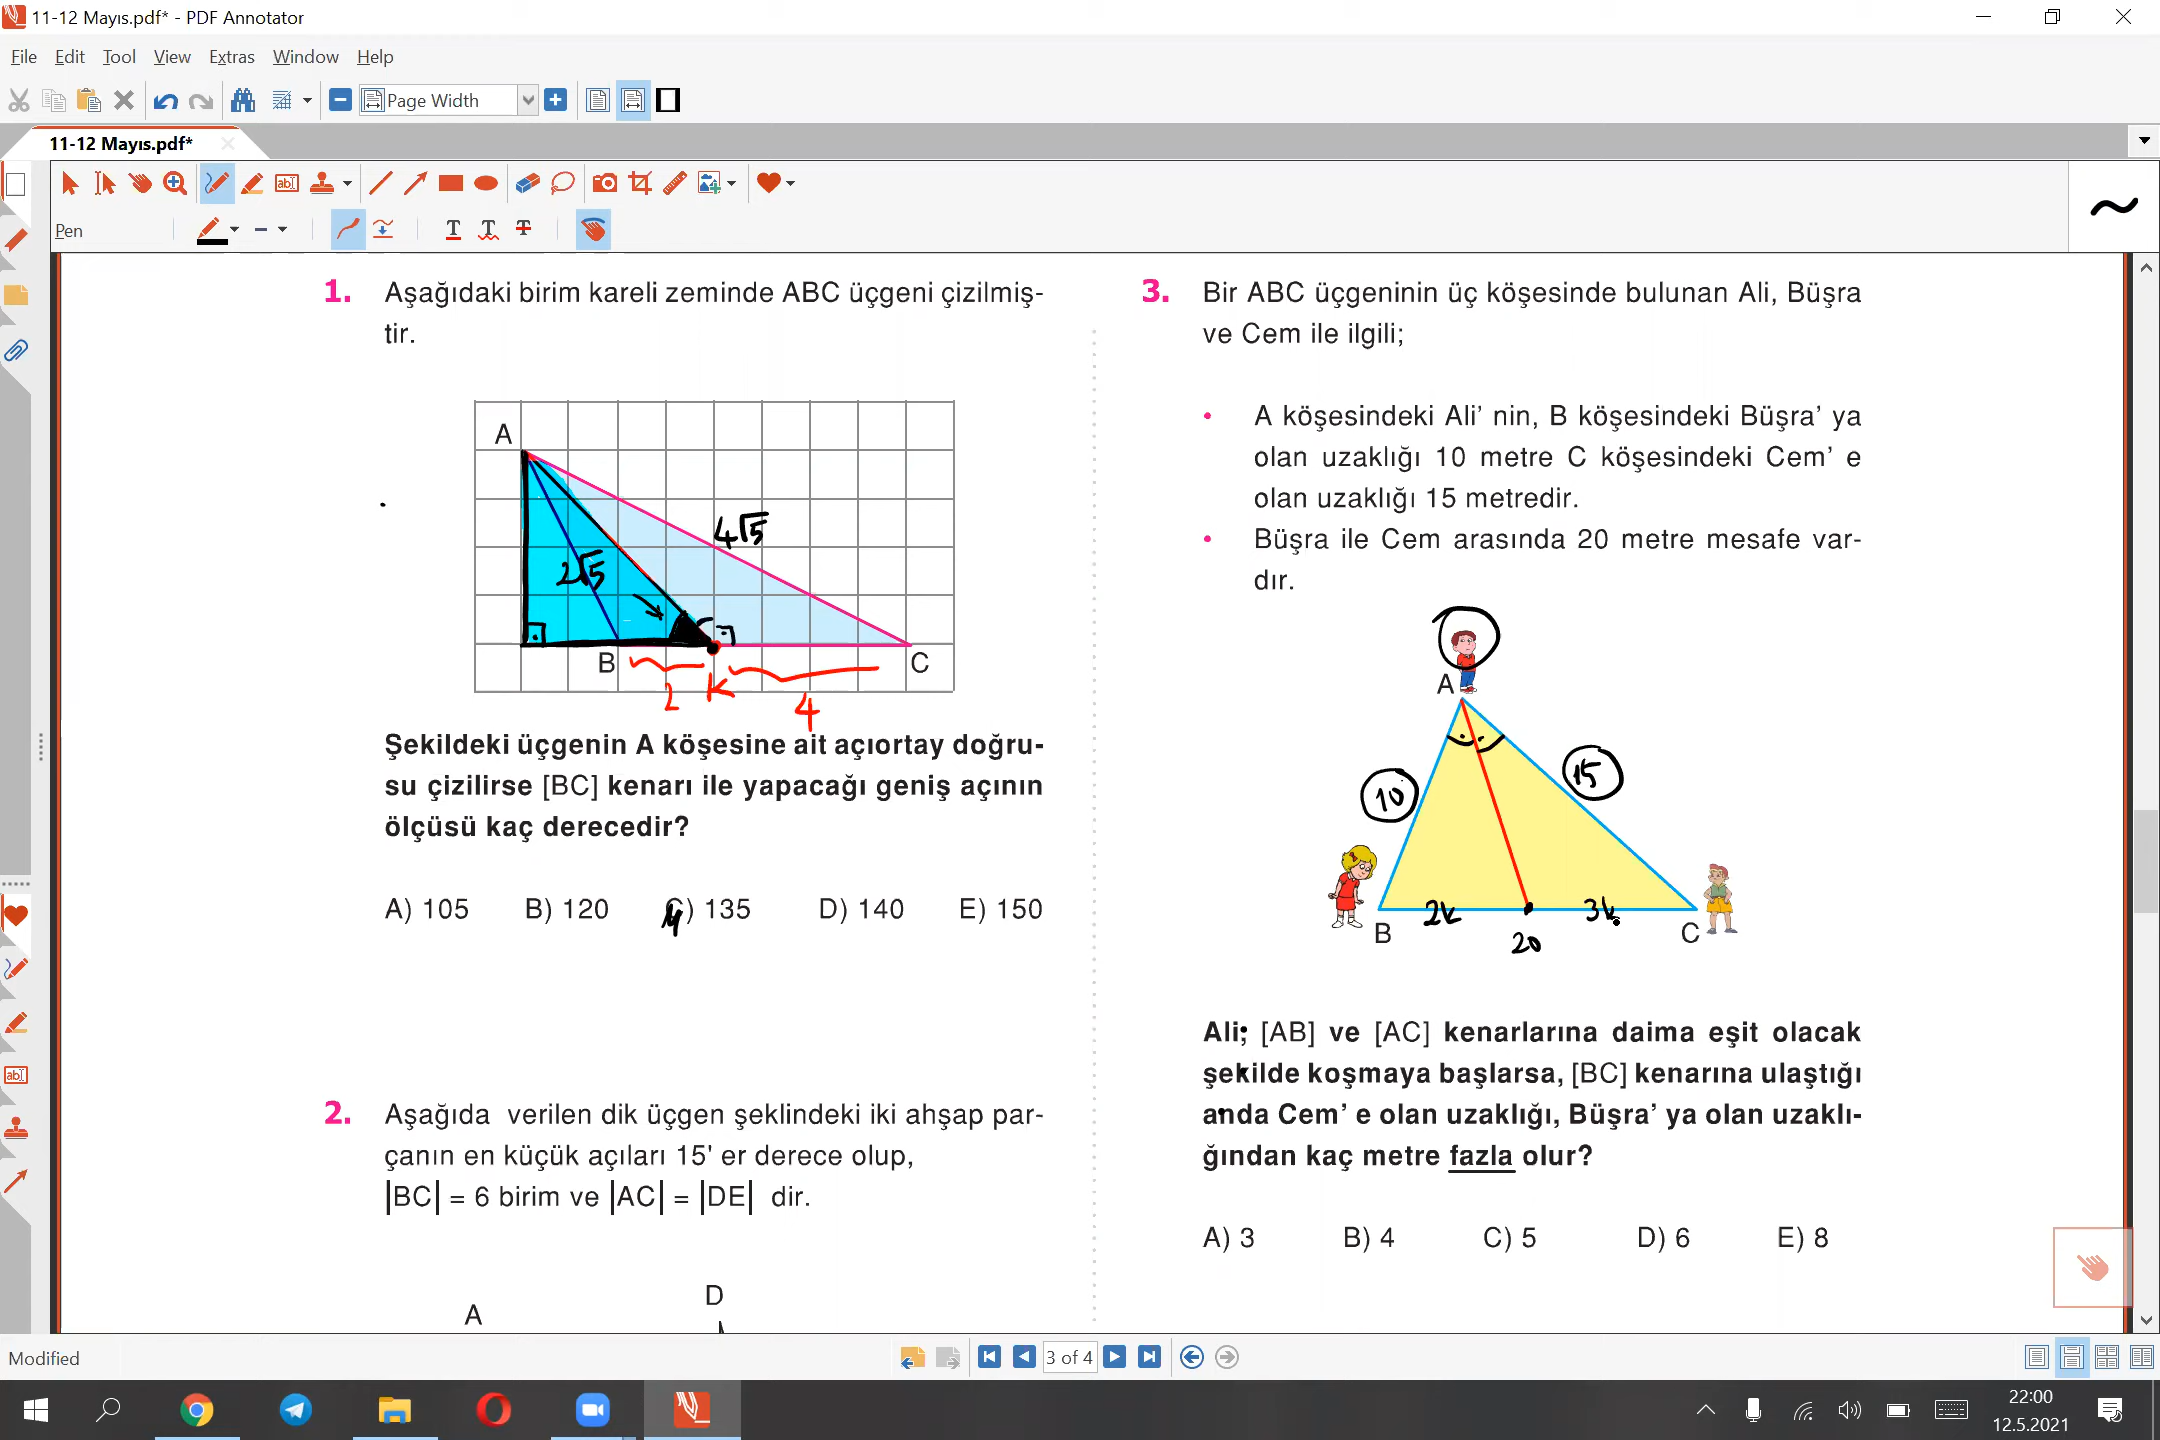 11-12 Mayıs.pdf* - PDF Annotator
File Edit Tool View Extras Window Help
Page Width
11-12 Mayıs.pdf*
Pen
1. Aşağıdaki birim kareli zeminde ABC üçgeni çizilmiş-
tir.
A
4√5
2√5
B
C
2
K
4
Şekildeki üçgenin A köşesine ait açıortay doğru-
su çizilirse [BC] kenarı ile yapacağı geniş açının
ölçüsü kaç derecedir?
A) 105 B) 120 C) 135 D) 140 E) 150
2. Aşağıda verilen dik üçgen şeklindeki iki ahşap par-
çanın en küçük açıları 15' er derece olup,
|BC| = 6 birim ve |AC| = |DE| dir.
A
D
3. Bir ABC üçgeninin üç köşesinde bulunan Ali, Büşra
ve Cem ile ilgili;
• A köşesindeki Ali' nin, B köşesindeki Büşra' ya
olan uzaklığı 10 metre C köşesindeki Cem' e
olan uzaklığı 15 metredir.
• Büşra ile Cem arasında 20 metre mesafe var-
dır.
A
10
15
2k
3k
B
20
C
Ali; [AB] ve [AC] kenarlarına daima eşit olacak
şekilde koşmaya başlarsa, [BC] kenarına ulaştığı
anda Cem' e olan uzaklığı, Büşra' ya olan uzaklı-
ğından kaç metre fazla olur?
A) 3 B) 4 C) 5 D) 6 E) 8
Modified
3 of 4
22:00
12.5.2021